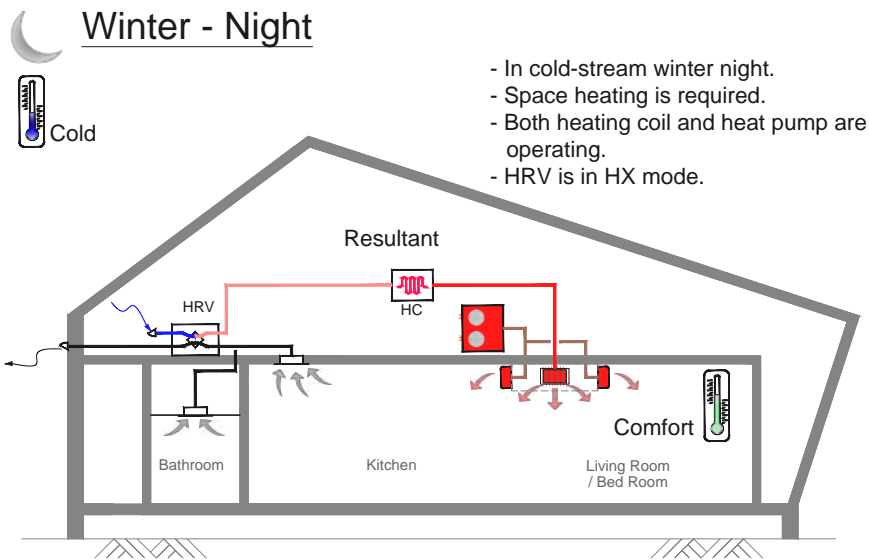 Winter - Night
Cold
- In cold-stream winter night.
- Space heating is required.
- Both heating coil and heat pump are
operating.
- HRV is in HX mode.
Resultant
HRV
HC
Comfort
Bathroom
Kitchen
Living Room
/ Bed Room